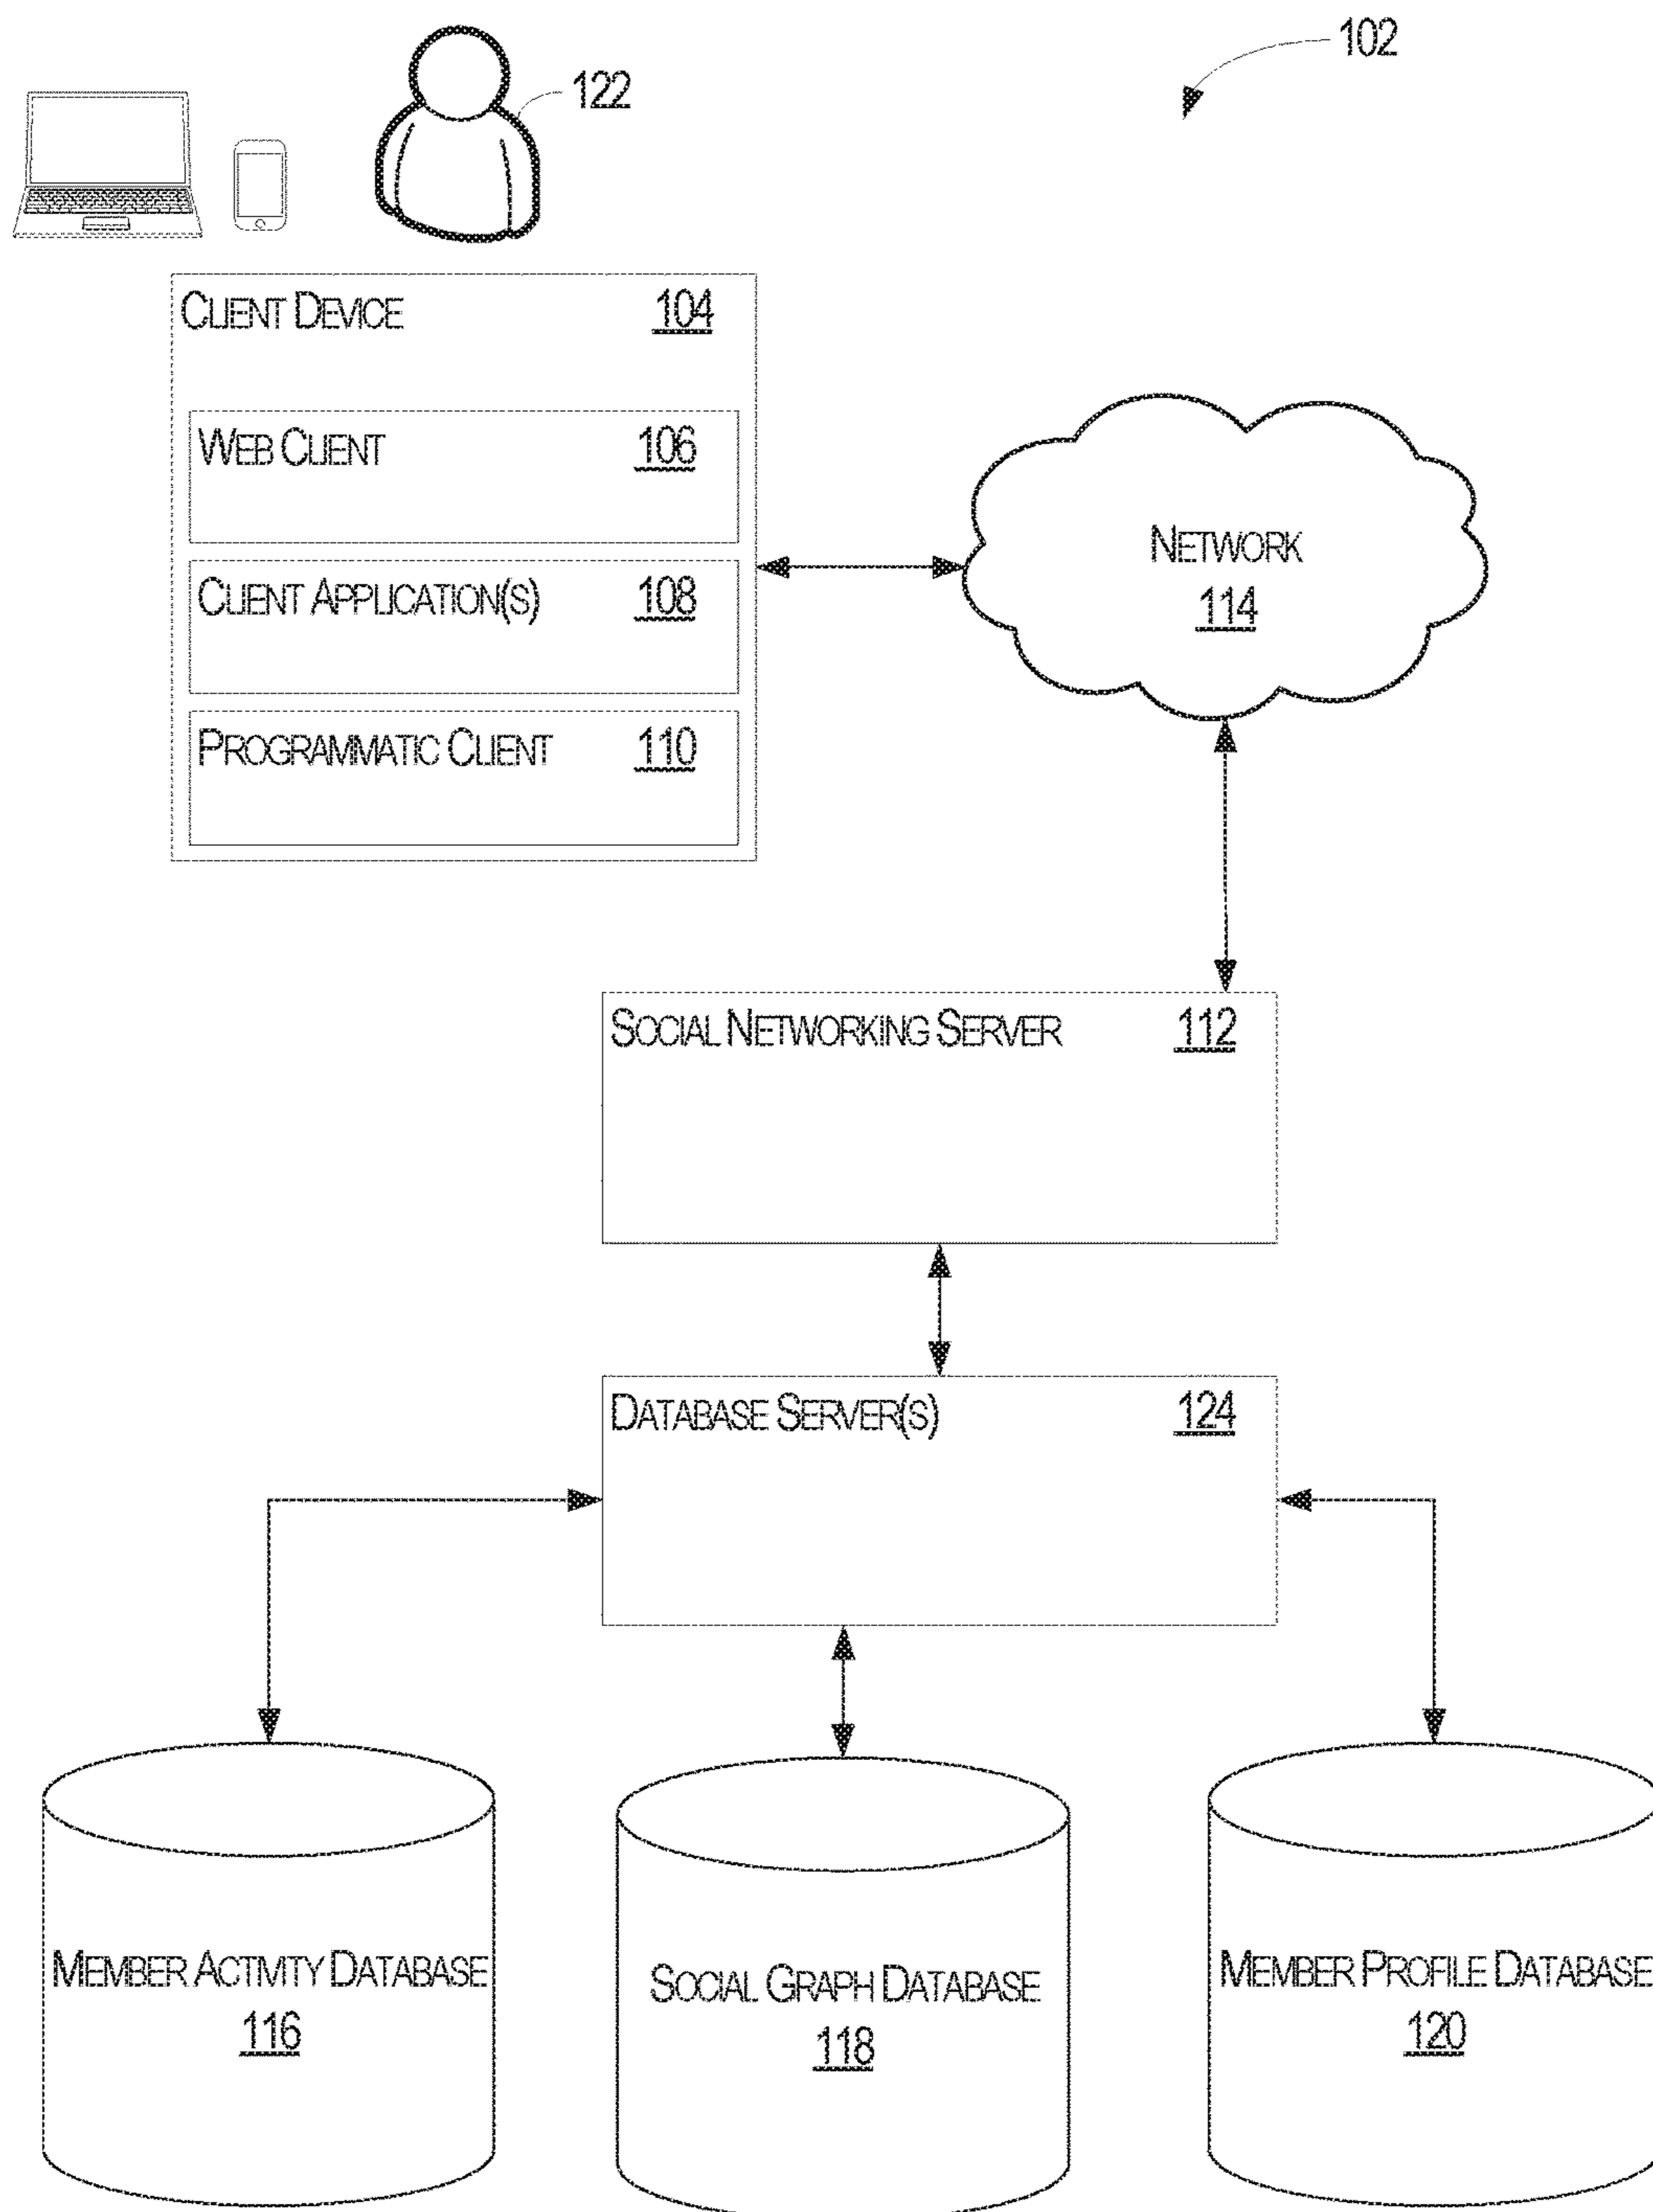 102
122
CLIENT DEVICE 104
WEB CLIENT 106
CLIENT APPLICATION(S) 108
PROGRAMMATIC CLIENT 110
NETWORK
114
SOCIAL NETWORKING SERVER 112
DATABASE SERVER(S) 124
MEMBER ACTIVITY DATABASE
116
SOCIAL GRAPH DATABASE
118
MEMBER PROFILE DATABASE
120